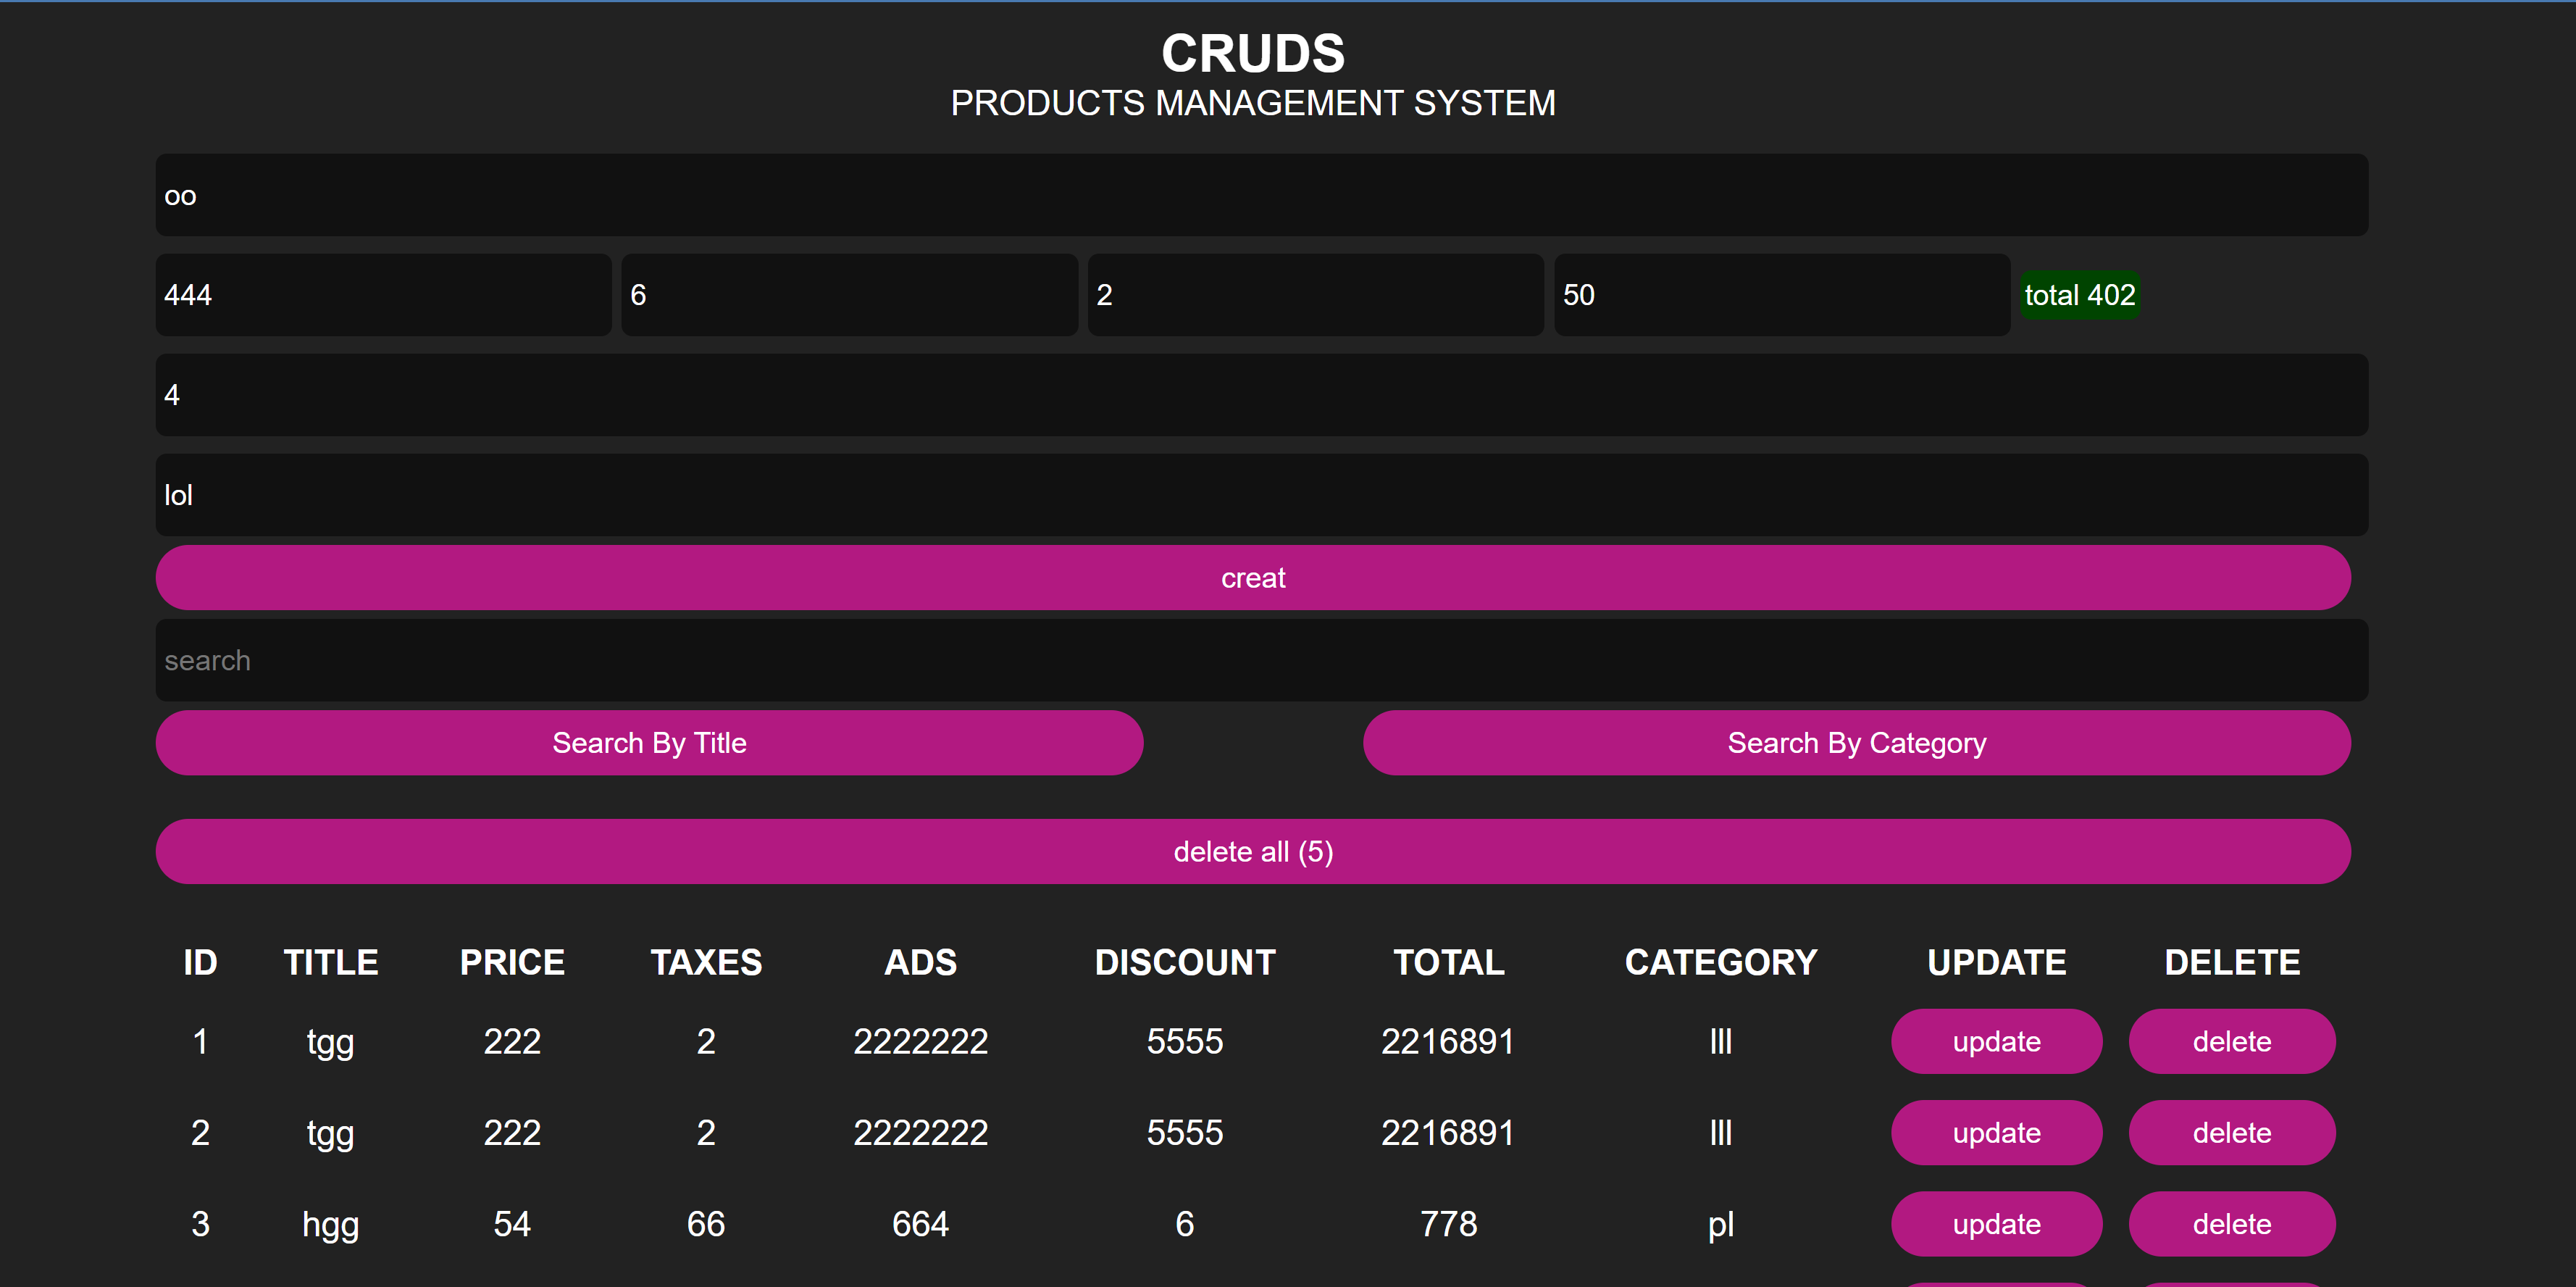 CRUDS
PRODUCTS MANAGEMENT SYSTEM
oo
444 6 2 50 total 402
4
lol
creat
search
Search By Title Search By Category
delete all (5)
ID TITLE PRICE TAXES ADS DISCOUNT TOTAL CATEGORY UPDATE DELETE
1 tgg 222 2 2222222 5555 2216891 lll update delete
2 tgg 222 2 2222222 5555 2216891 lll update delete
3 hgg 54 66 664 6 778 pl update delete